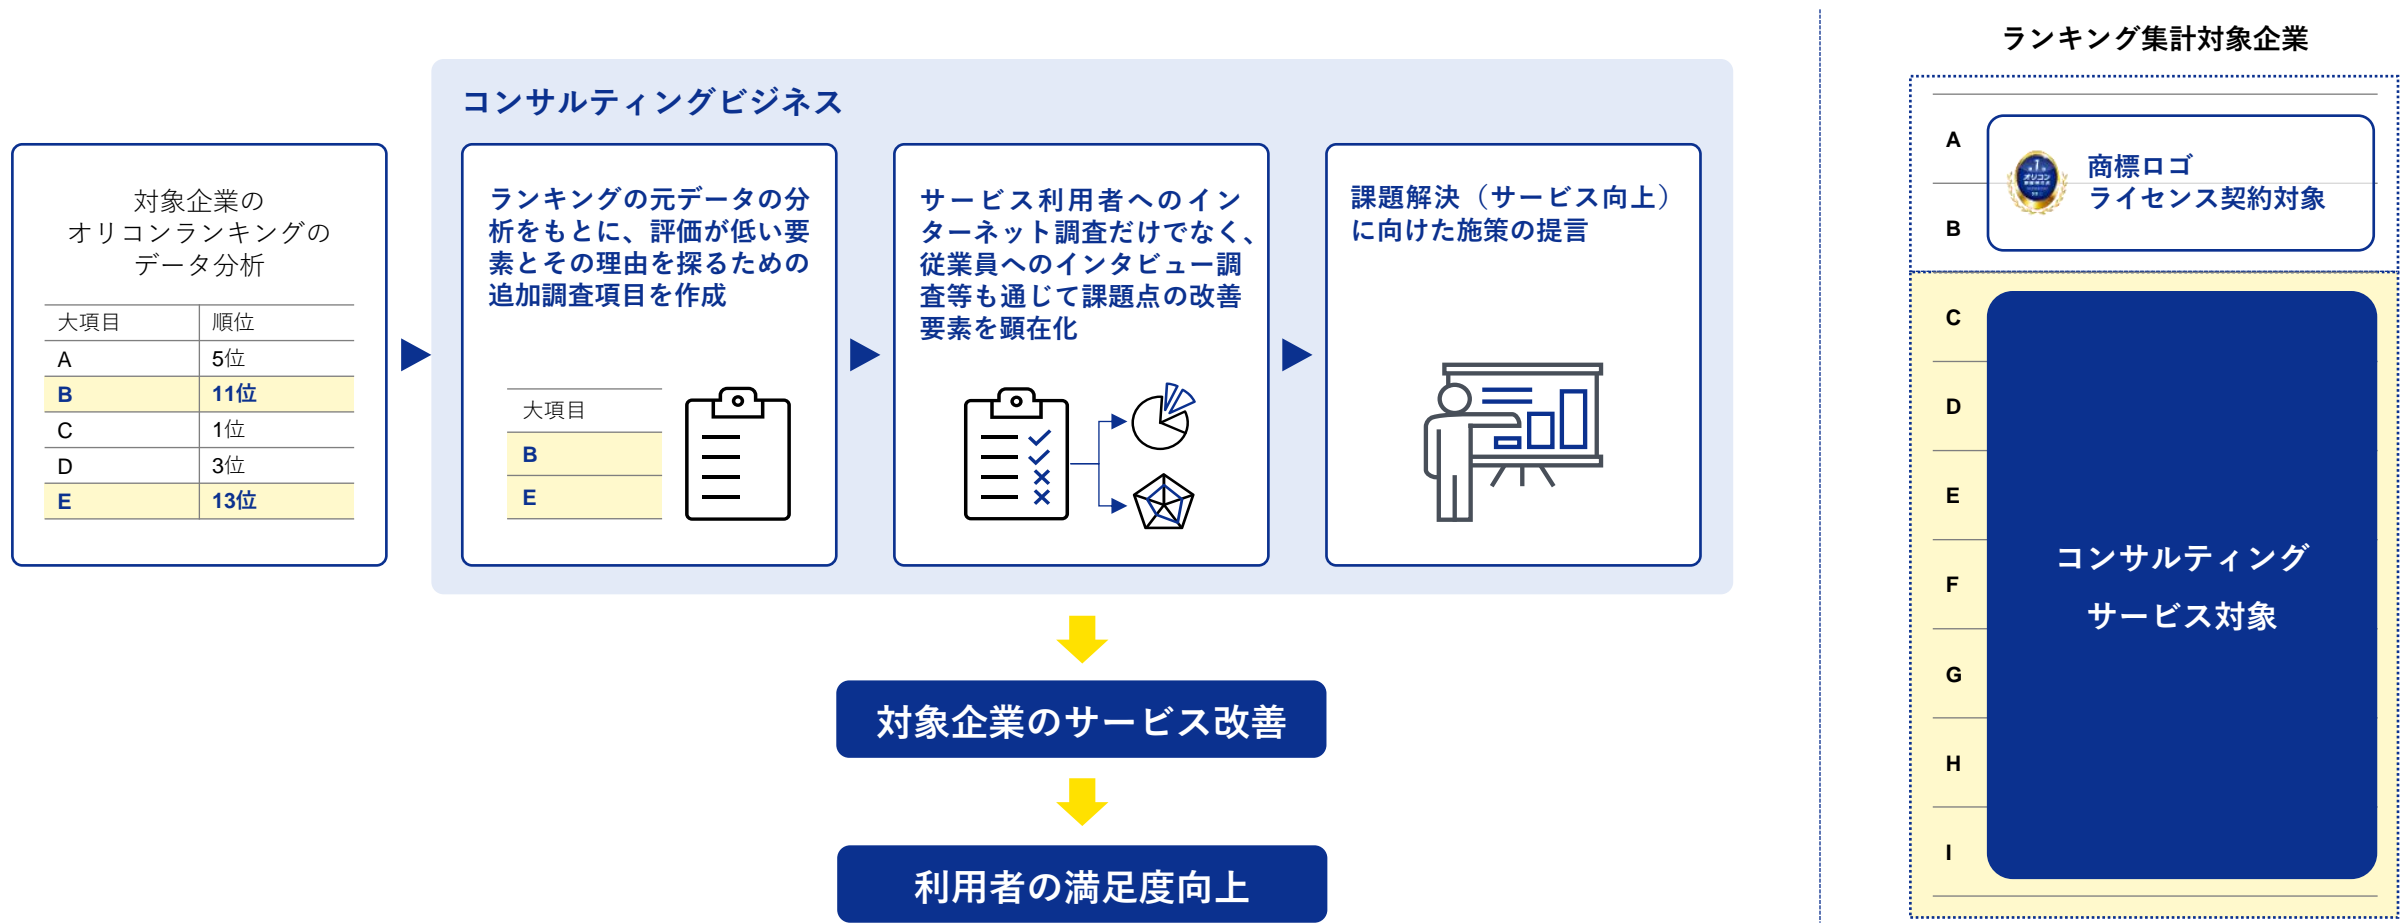 コンサルティングビジネス
対象企業の
オリコンランキングの
データ分析
大項目 順位
A 5位
B 11位
C 1位
D 3位
E 13位
ランキングの元データの分
析をもとに、評価が低い要
素とその理由を探るための
追加調査項目を作成
大項目
B
E
サービス利用者へのイン
ターネット調査だけでなく、
従業員へのインタビュー調
査等も通じて課題点の改善
要素を顕在化
課題解決（サービス向上）
に向けた施策の提言
対象企業のサービス改善
利用者の満足度向上
ランキング集計対象企業
A
B
オリコン
商標ロゴ
ライセンス契約対象
C
D
E
F
G
H
I
コンサルティング
サービス対象